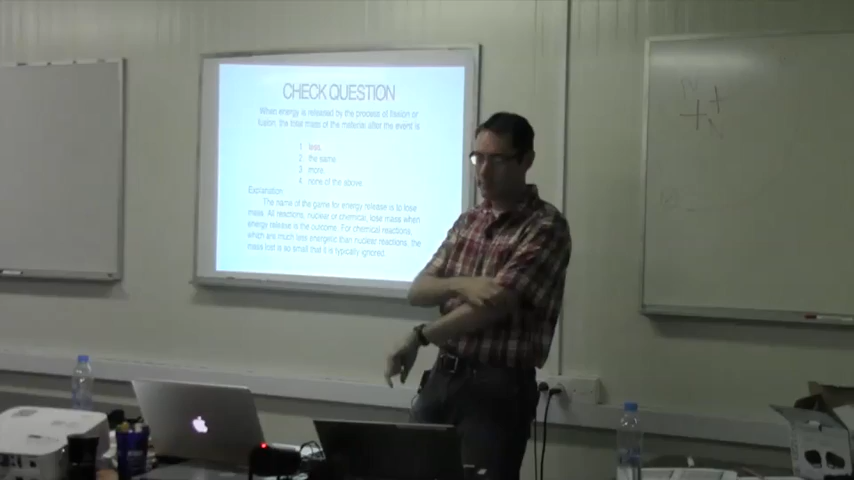 CHECK QUESTION
When energy is released by the process of fission or
fusion, the total mass of the material after the event is
1 less.
2 the same
3 more
4 none of the above
Explanation
The name of the game for energy release is to lose
mass. All reactions, nuclear or chemical, lose mass when
energy release is the outcome. For chemical reactions,
which are much less energetic than nuclear reactions, the
mass lost is so small that it is typically ignored.